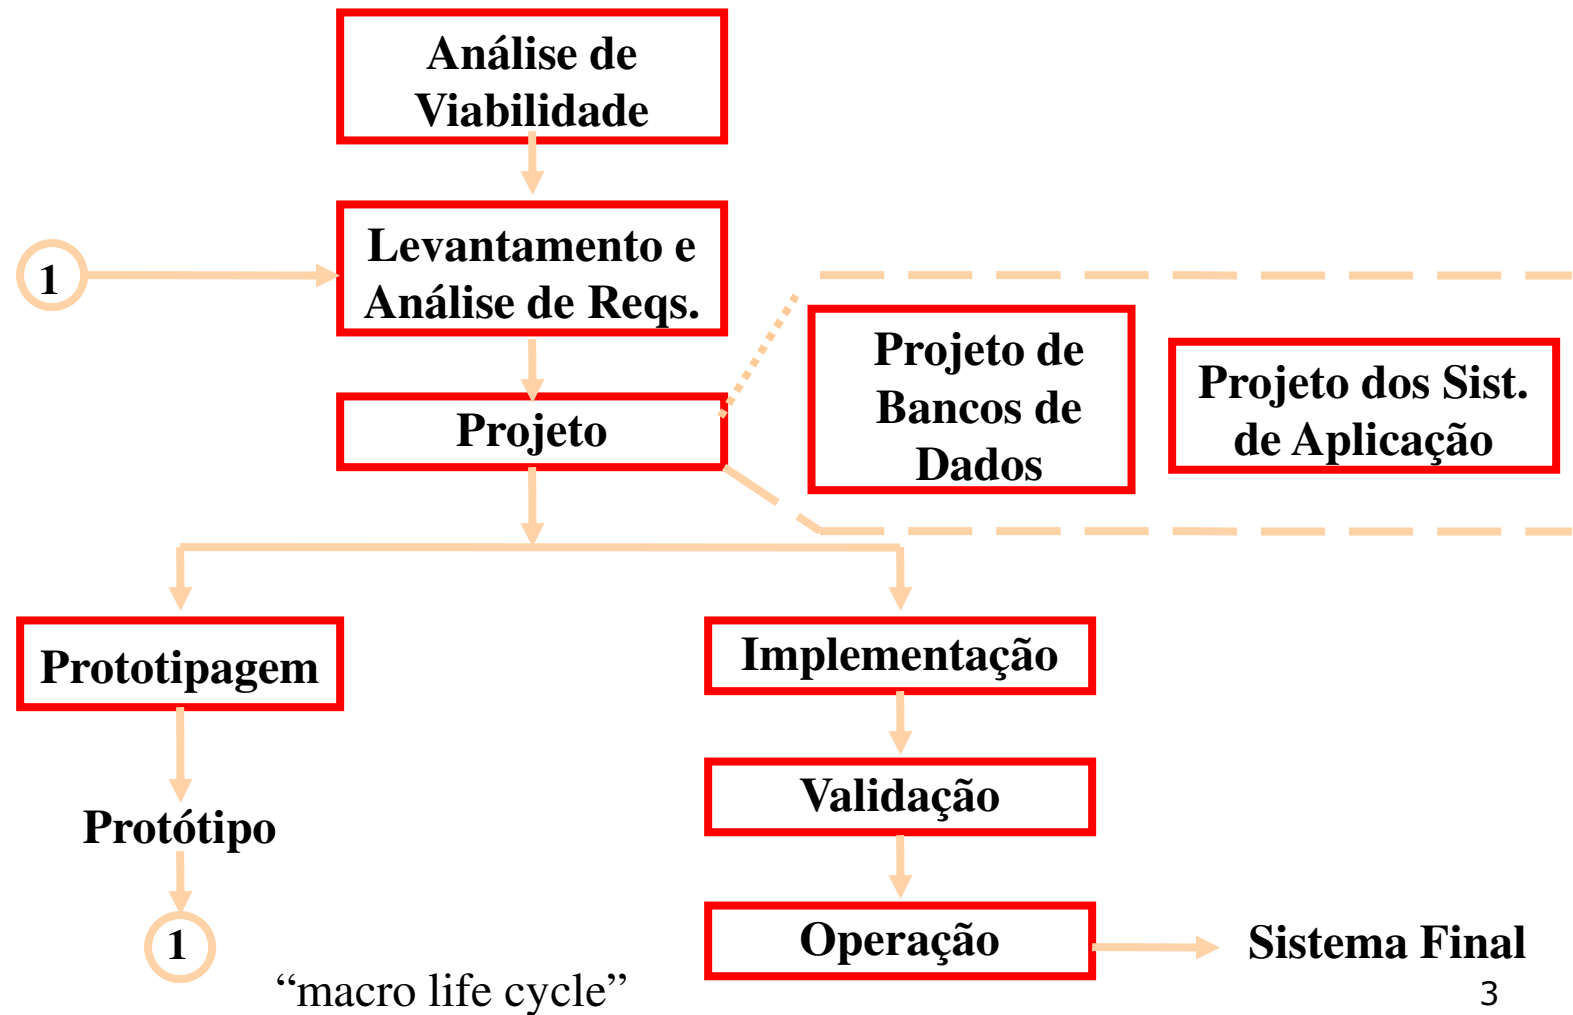 Análise de
Viabilidade
1
Levantamento e
Análise de Reqs.
Projeto
Projeto de
Bancos de
Dados
Projeto dos Sist.
de Aplicação
Prototipagem
Protótipo
1
Implementação
Validação
Operação
Sistema Final
“macro life cycle”
3